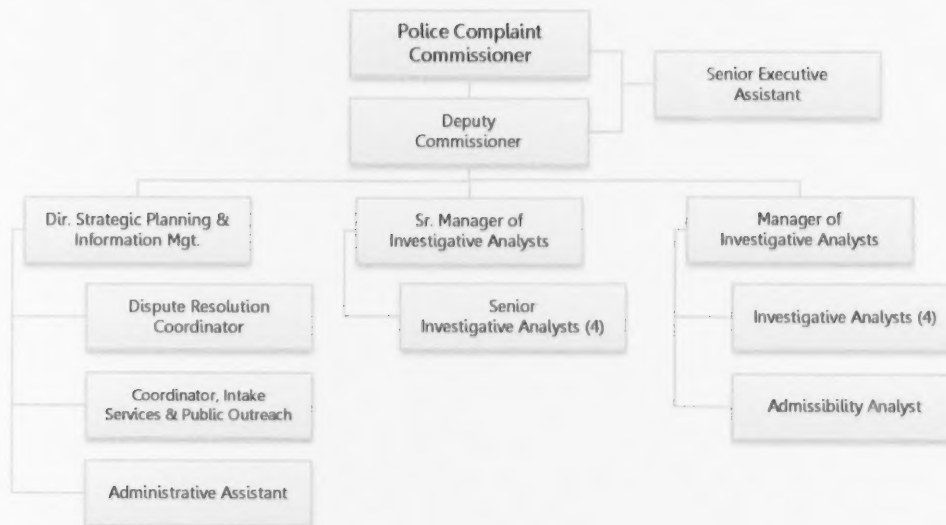 Police Complaint
Commissioner
Senior Executive
Assistant
Deputy
Commissioner
Dir. Strategic Planning &
Information Mgt.
Sr. Manager of
Investigative Analysts
Manager of
Investigative Analysts
Dispute Resolution
Coordinator
Senior
Investigative Analysts (4)
Investigative Analysts (4)
Coordinator, Intake
Services & Public Outreach
Admissibility Analyst
Administrative Assistant